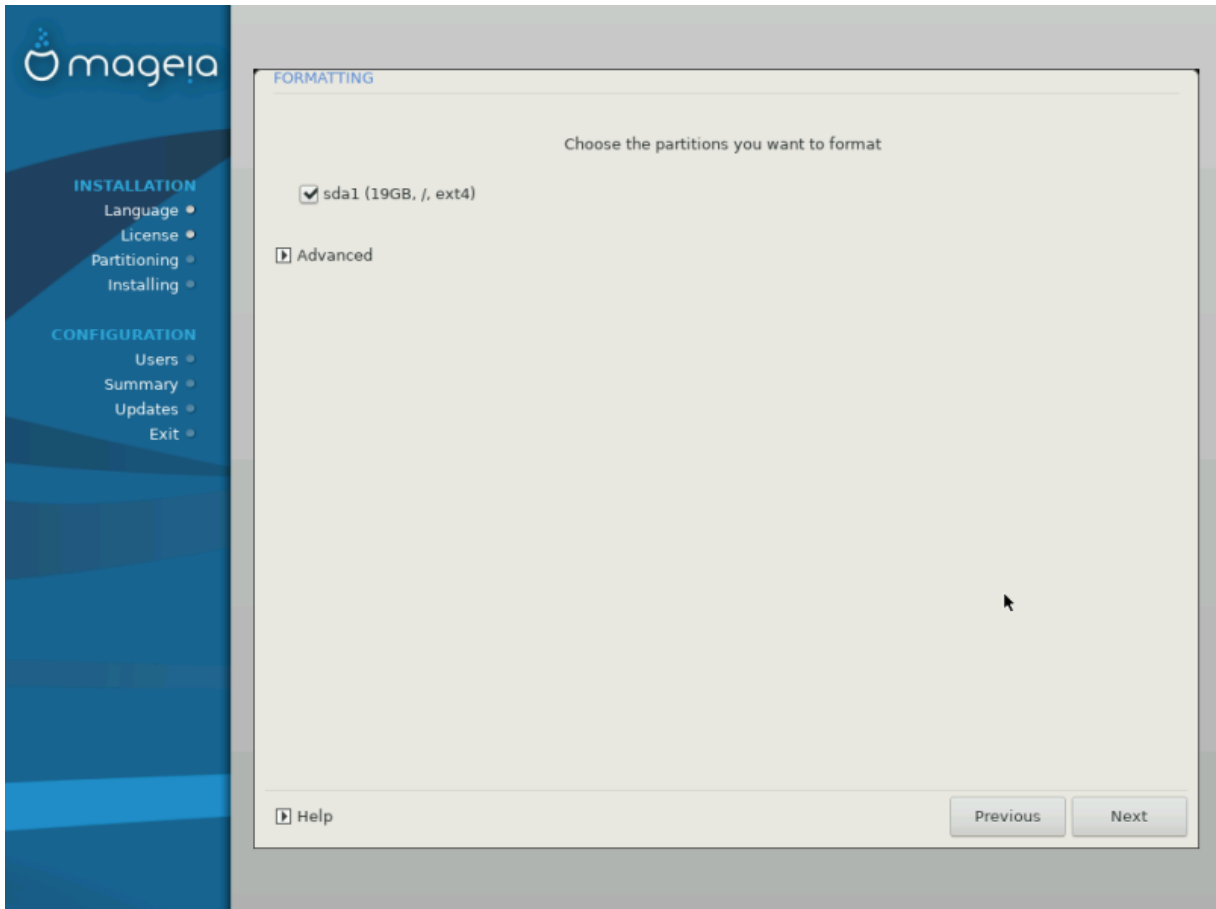 mageia
INSTALLATION
Language
License
Partitioning
Installing
CONFIGURATION
Users
Summary
Updates
Exit
FORMATTING
Choose the partitions you want to format
sda1 (19GB, /, ext4)
Advanced
Help
Previous
Next